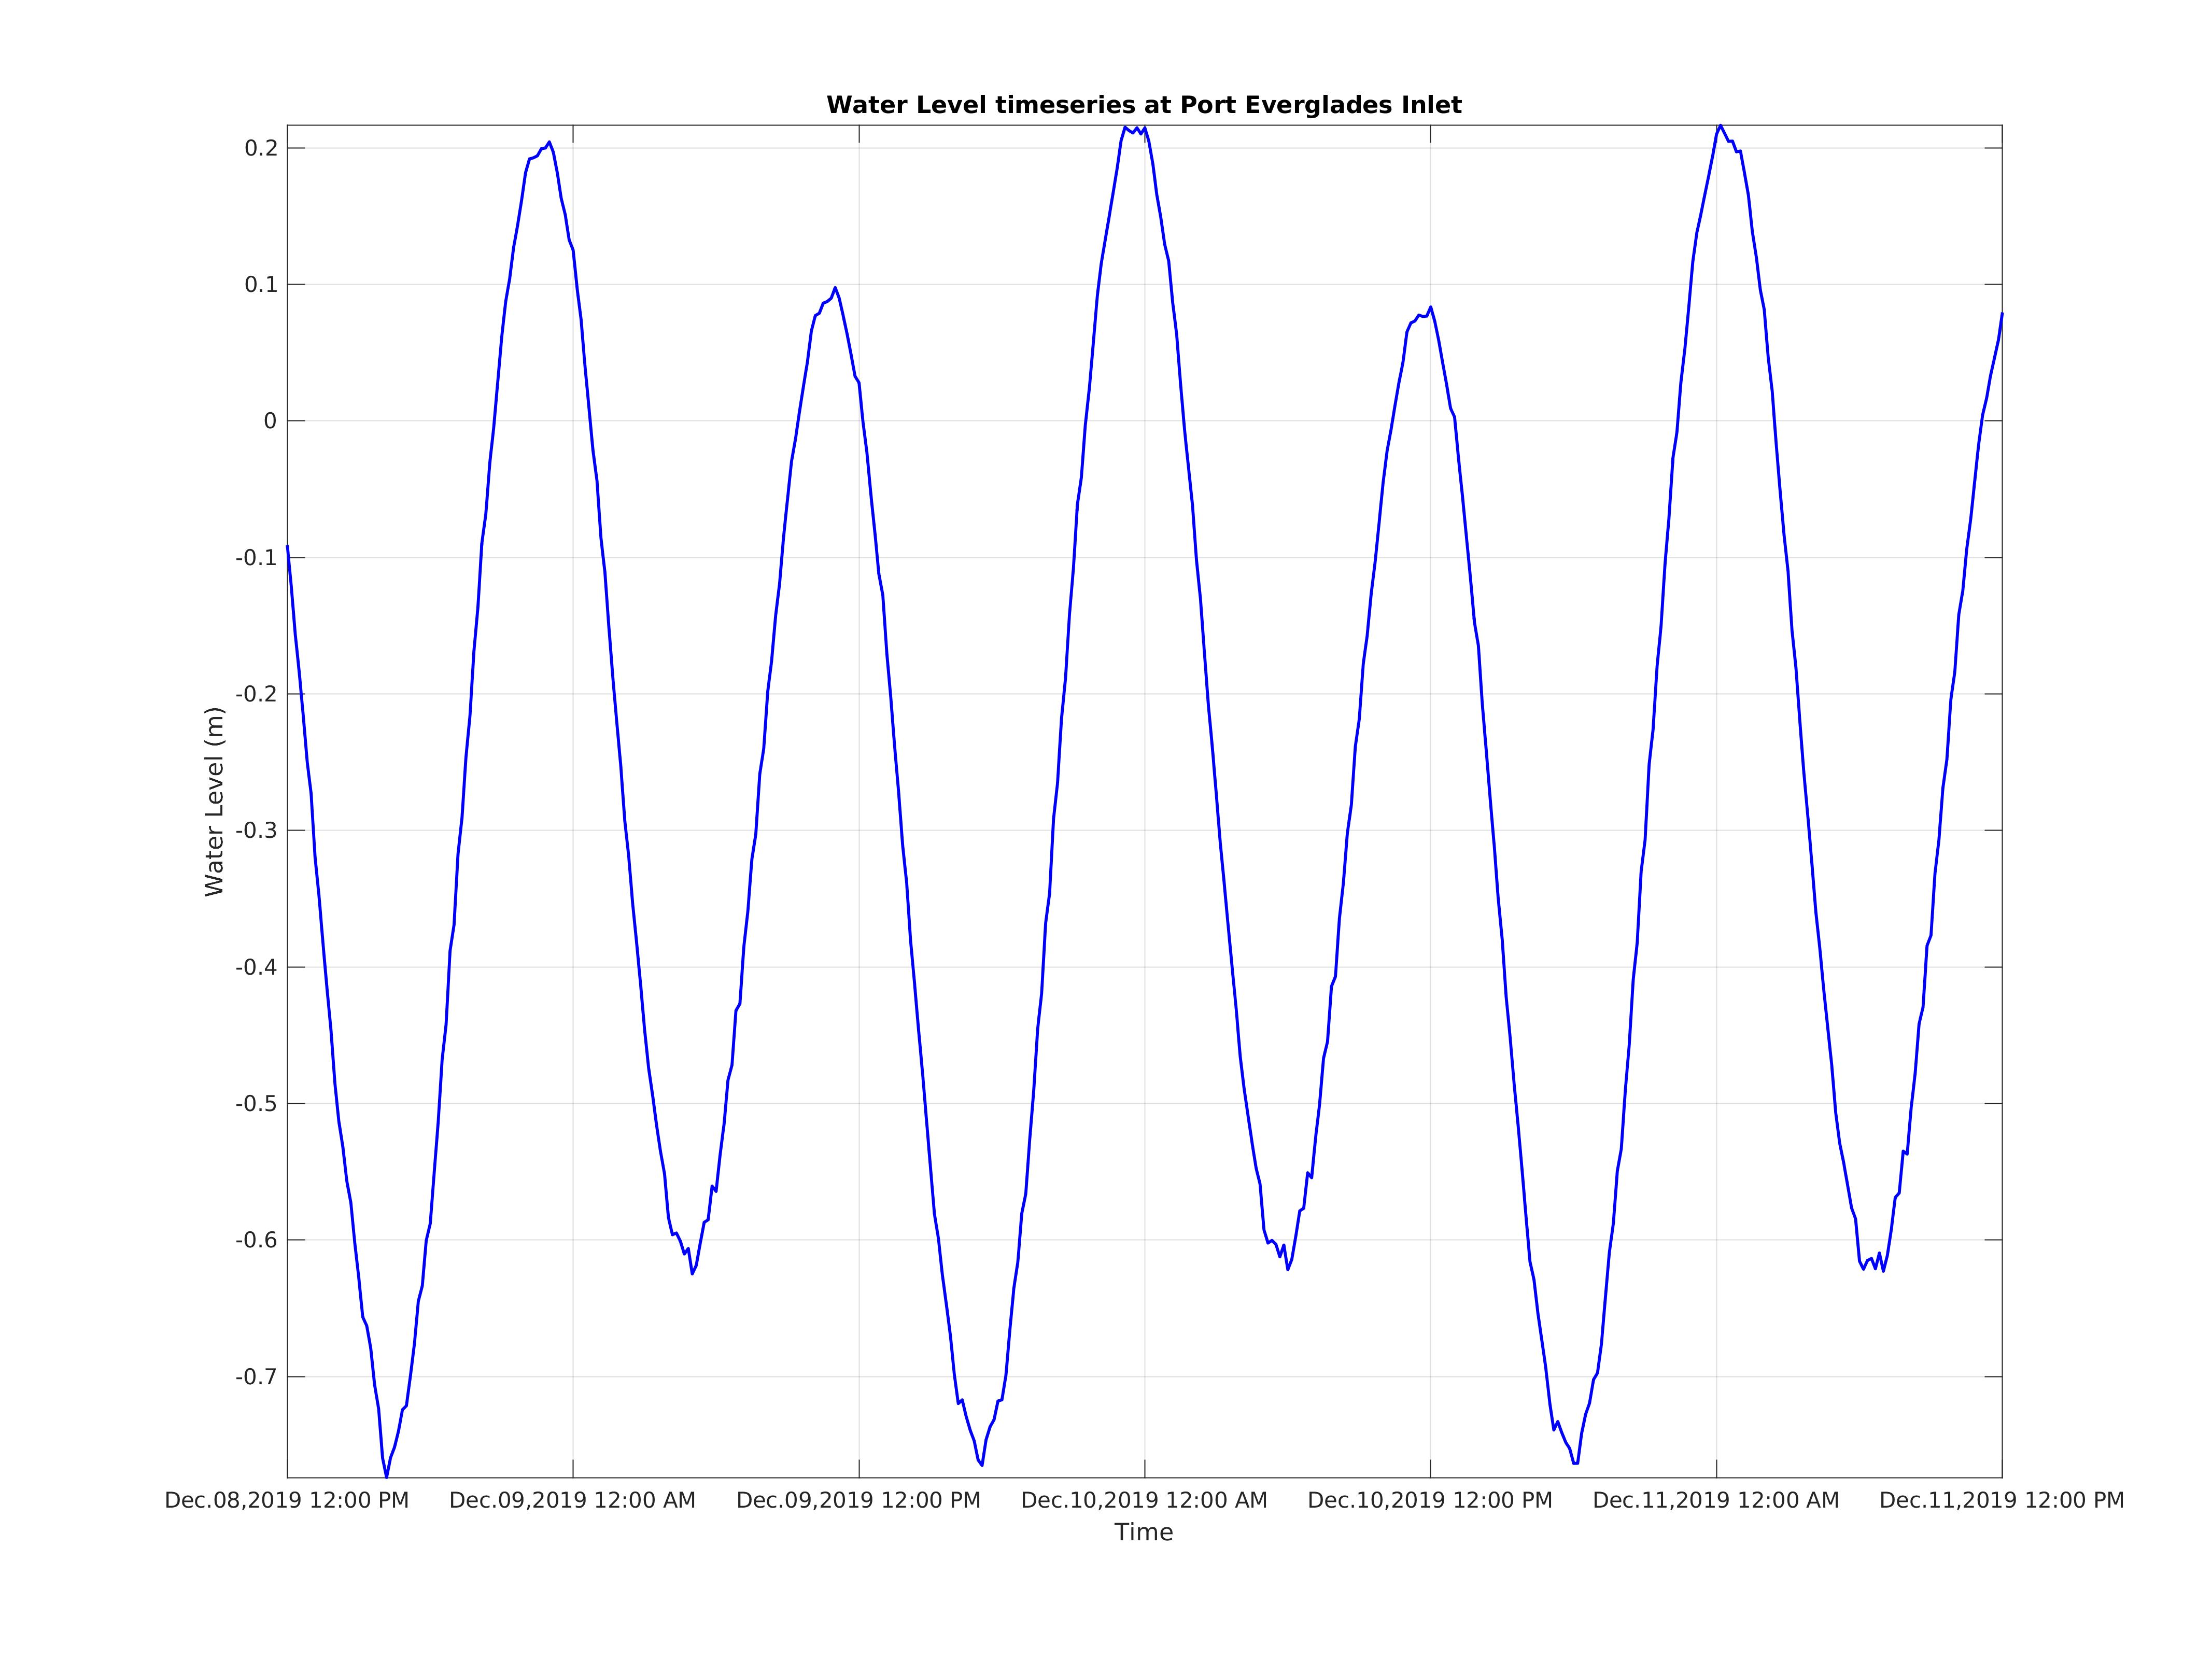 Water Level timeseries at Port Everglades Inlet
0.2
0.1
0
-0.1
-0.2
-0.3
-0.4
-0.5
-0.6
-0.7
Water Level (m)
Dec.08,2019 12:00 PM Dec.09,2019 12:00 AM Dec.09,2019 12:00 PM Dec.10,2019 12:00 AM Dec.10,2019 12:00 PM Dec.11,2019 12:00 AM Dec.11,2019 12:00 PM
Time